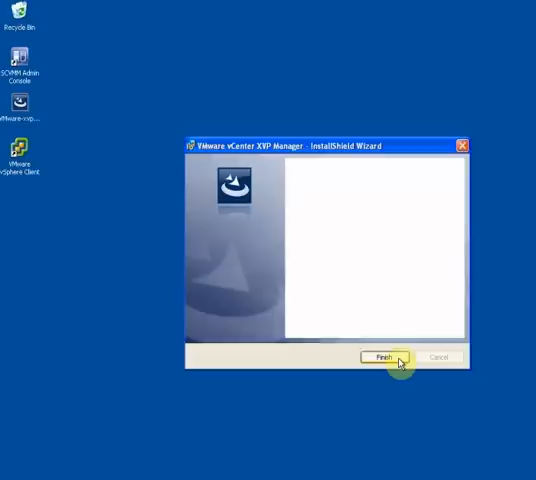 Recycle Bin
SCVMM Admin
Console
VMware-xvp...
VMware
vSphere Client
VMware vCenter XVP Manager - InstallShield Wizard
Finish
Cancel